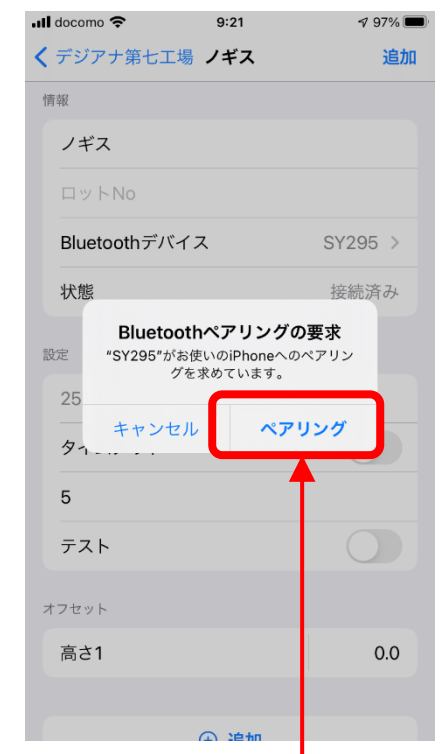 docomo 9:21 97%
デジアナ第七工場 ノギス 追加
情報
ノギス
ロットNo
Bluetoothデバイス SY295
状態 接続済み
Bluetoothペアリングの要求
"SY295"がお使いのiPhoneへのペアリン
グを求めています。
設定
25
キャンセル ペアリング
5
テスト
オフセット
高さ1 0.0
追加